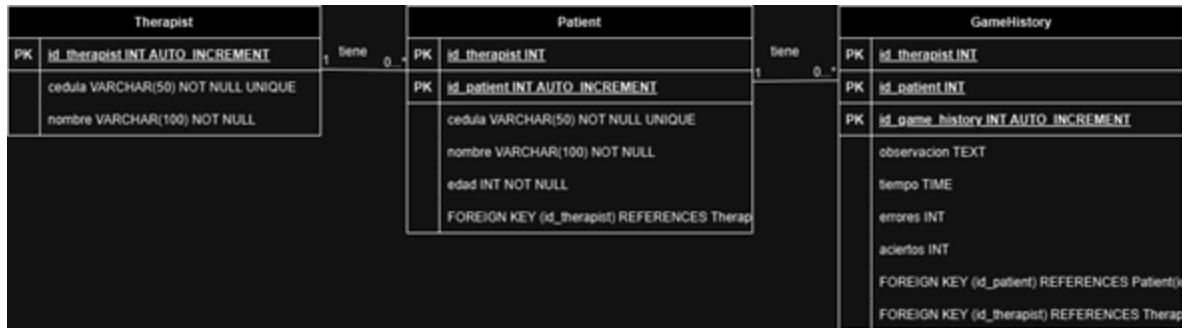 Therapist
PK id_therapist INT AUTO_INCREMENT
cedula VARCHAR(50) NOT NULL UNIQUE
nombre VARCHAR(100) NOT NULL
tiene
1 0...*
Patient
PK id_therapist INT
PK id_patient INT AUTO_INCREMENT
cedula VARCHAR(50) NOT NULL UNIQUE
nombre VARCHAR(100) NOT NULL
edad INT NOT NULL
FOREIGN KEY (id_therapist) REFERENCES Therap
tiene
1 0...*
GameHistory
PK id_therapist INT
PK id_patient INT
PK id_game_history INT AUTO_INCREMENT
observacion TEXT
tiempo TIME
errores INT
aciertos INT
FOREIGN KEY (id_patient) REFERENCES Patient(i
FOREIGN KEY (id_therapist) REFERENCES Therap